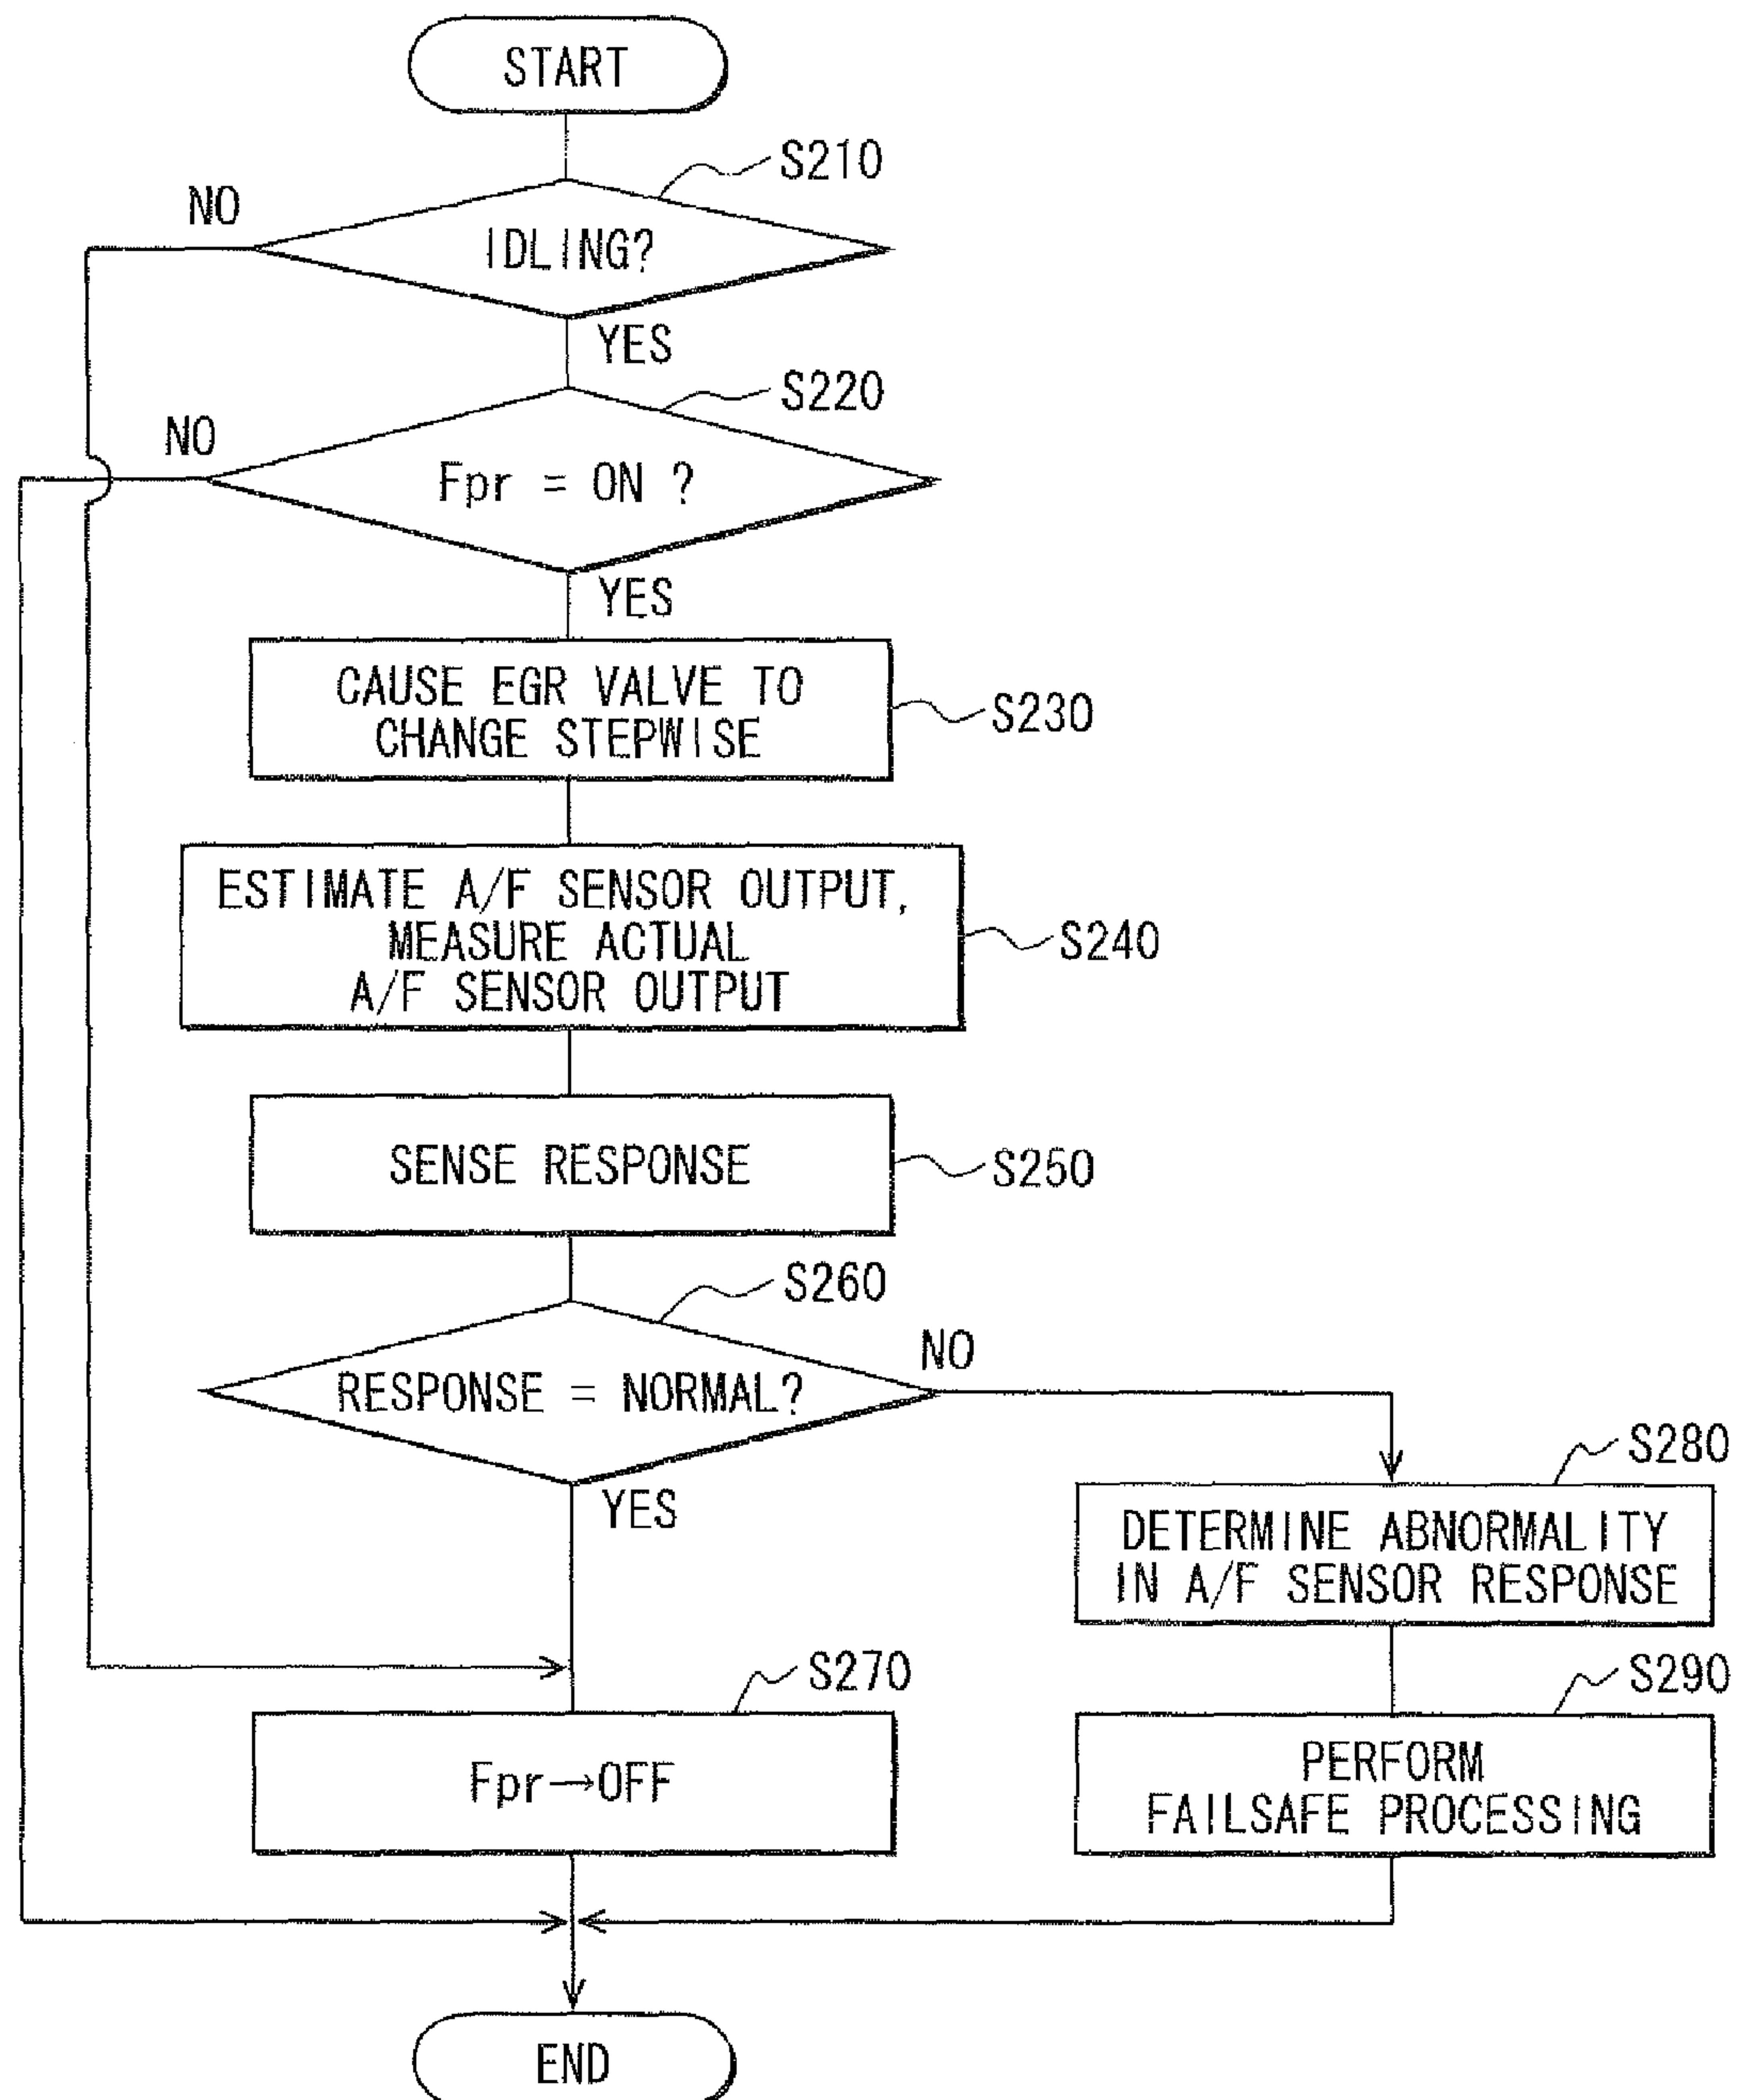 START
S210
NO
IDLING?
YES
S220
NO
Fpr = ON ?
YES
CAUSE EGR VALVE TO
CHANGE STEPWISE
S230
ESTIMATE A/F SENSOR OUTPUT,
MEASURE ACTUAL
A/F SENSOR OUTPUT
S240
SENSE RESPONSE
S250
S260
NO
RESPONSE = NORMAL?
YES
S280
DETERMINE ABNORMALITY
IN A/F SENSOR RESPONSE
S270
S290
Fpr→OFF
PERFORM
FAILSAFE PROCESSING
END